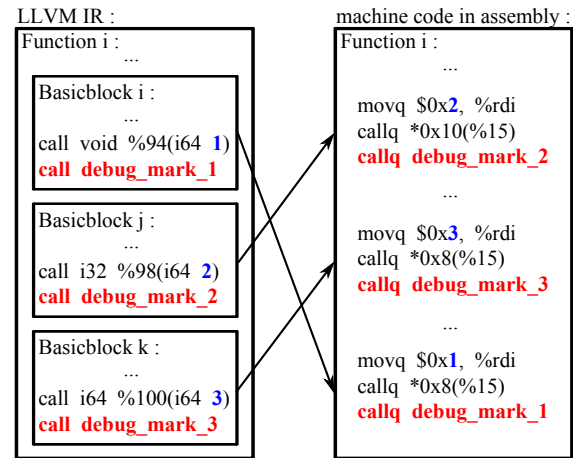 LLVM IR :
Function i :
...
Basicblock i :
...
call void %94(i64 1)
call debug_mark_1
Basicblock j :
...
call i32 %98(i64 2)
call debug_mark_2
Basicblock k :
...
call i64 %100(i64 3)
call debug_mark_3
machine code in assembly :
Function i :
...
movq $0x2, %rdi
callq *0x10(%15)
callq debug_mark_2
...
movq $0x3, %rdi
callq *0x8(%15)
callq debug_mark_3
...
movq $0x1, %rdi
callq *0x8(%15)
callq debug_mark_1